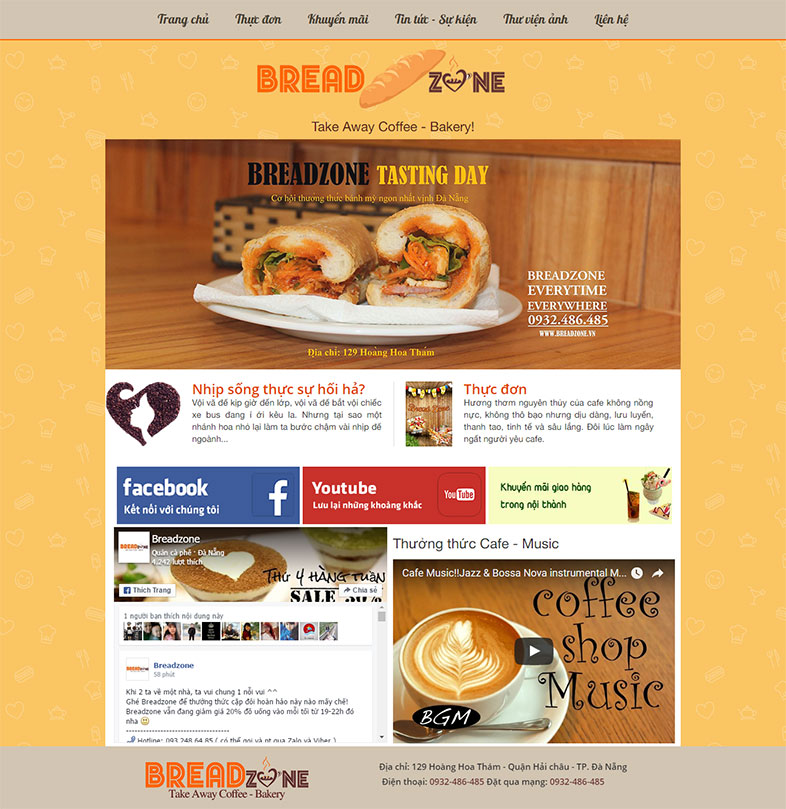 Trang chủ Thực đơn Khuyến mãi Tin tức - Sự kiện Thư viện ảnh Liên hệ
BREAD ZONE
Take Away Coffee - Bakery!
BREADZONE TASTING DAY
Cơ hội thưởng thức bánh mỳ ngon nhất vịnh Đà Nẵng
BREADZONE
EVERYTIME
EVERYWHERE
0932.486.485
WWW.BREADZONE.VN
Địa chỉ: 129 Hoàng Hoa Thám
Nhịp sống thực sự hối hả?
Vội vã để kịp giờ đến lớp, vội vã để bắt vội chiếc
xe bus đang í ới kêu la. Nhưng tại sao một
nhánh hoa nhỏ lại làm ta bước chậm vài nhịp để
ngoành...
Thực đơn
Hương thơm nguyên thủy của cafe không nồng
nực, không thô bạo nhưng dịu dàng, lưu luyến,
thanh tao, tinh tế và sâu lắng. Đôi lúc làm ngây
ngất người yêu cafe.
facebook
Kết nối với chúng tôi
Youtube
Lưu lại những khoảng khắc
You Tube
Khuyến mãi giao hàng
trong nội thành
BREADZONE
Breadzone
Quán cà phê · Đà Nẵng
4.242 lượt thích
Thứ 4 HÀNG tuần
SALE
Thích Trang
Chia sẻ
1 người bạn thích nội dung này
BREADZONE
Breadzone
58 phút
Khi 2 ta về một nhà, ta vui chung 1 nỗi vui ^^
Ghé Breadzone để thưởng thức cặp đôi hoàn hảo này nào mấy chế!
Breadzone vẫn đang giảm giá 20% đồ uống vào mỗi tối từ 19-22h đó
nha
------------------------------------
Hotline: 093 248 64 85 ( có thể gọi và nt qua Zalo và Viber )
Thưởng thức Cafe - Music
Cafe Music!!Jazz & Bossa Nova instrumental M...
coffee
shop
Music
BGM
BREADZONE
Take Away Coffee - Bakery
Địa chỉ: 129 Hoàng Hoa Thám - Quận Hải châu - TP. Đà Nẵng
Điện thoại: 0932-486-485 Đặt qua mạng: 0932-486-485